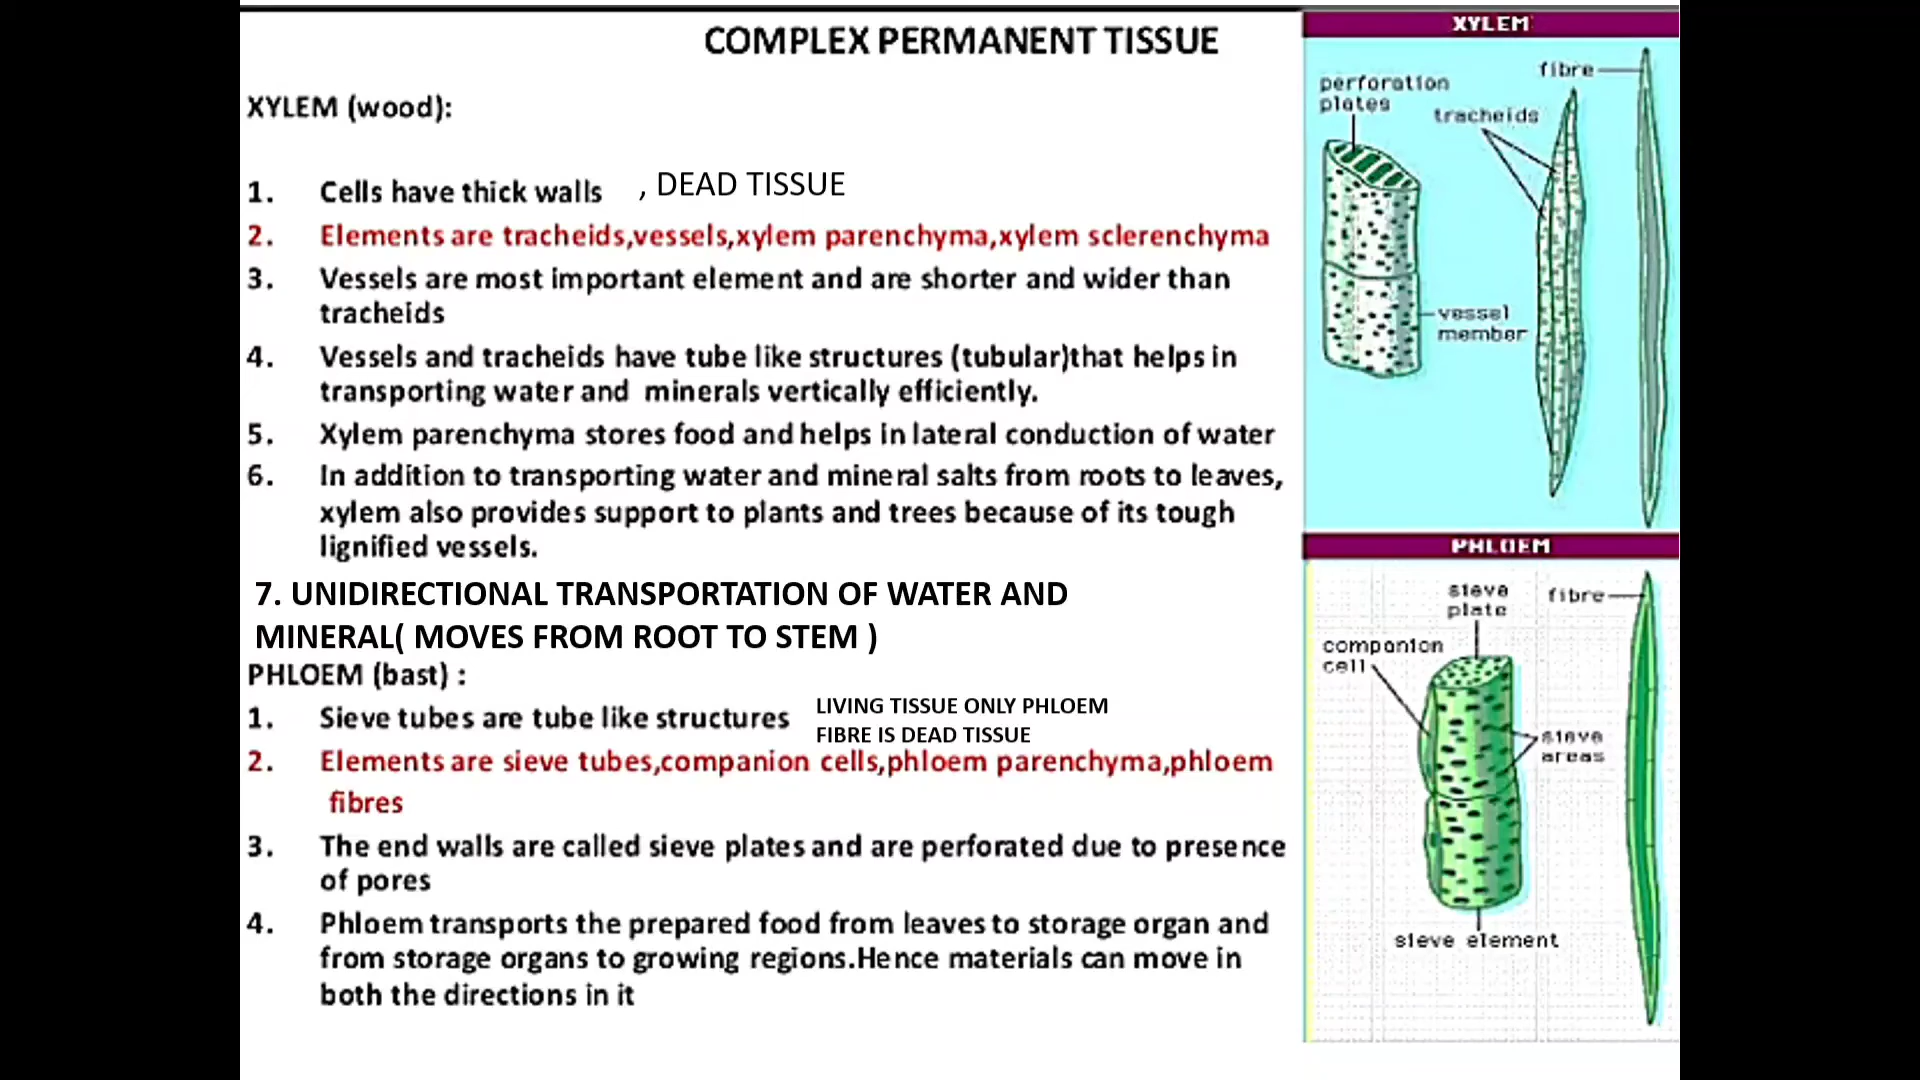 COMPLEX PERMANENT TISSUE
XYLEM (wood):
1. Cells have thick walls , DEAD TISSUE
2. Elements are tracheids,vessels,xylem parenchyma,xylem sclerenchyma
3. Vessels are most important element and are shorter and wider than
tracheids
4. Vessels and tracheids have tube like structures (tubular)that helps in
transporting water and minerals vertically efficiently.
5. Xylem parenchyma stores food and helps in lateral conduction of water
6. In addition to transporting water and mineral salts from roots to leaves,
xylem also provides support to plants and trees because of its tough
lignified vessels.
7. UNIDIRECTIONAL TRANSPORTATION OF WATER AND
MINERAL( MOVES FROM ROOT TO STEM )
PHLOEM (bast) :
1. Sieve tubes are tube like structures
LIVING TISSUE ONLY PHLOEM
FIBRE IS DEAD TISSUE
2. Elements are sieve tubes,companion cells,phloem parenchyma,phloem
fibres
3. The end walls are called sieve plates and are perforated due to presence
of pores
4. Phloem transports the prepared food from leaves to storage organ and
from storage organs to growing regions.Hence materials can move in
both the directions in it
XYLEM
fibre
perforation
plates
tracheids
vessel
member
PHLOEM
sieve
plate
fibre
companion
cell
sieve
areas
sieve element